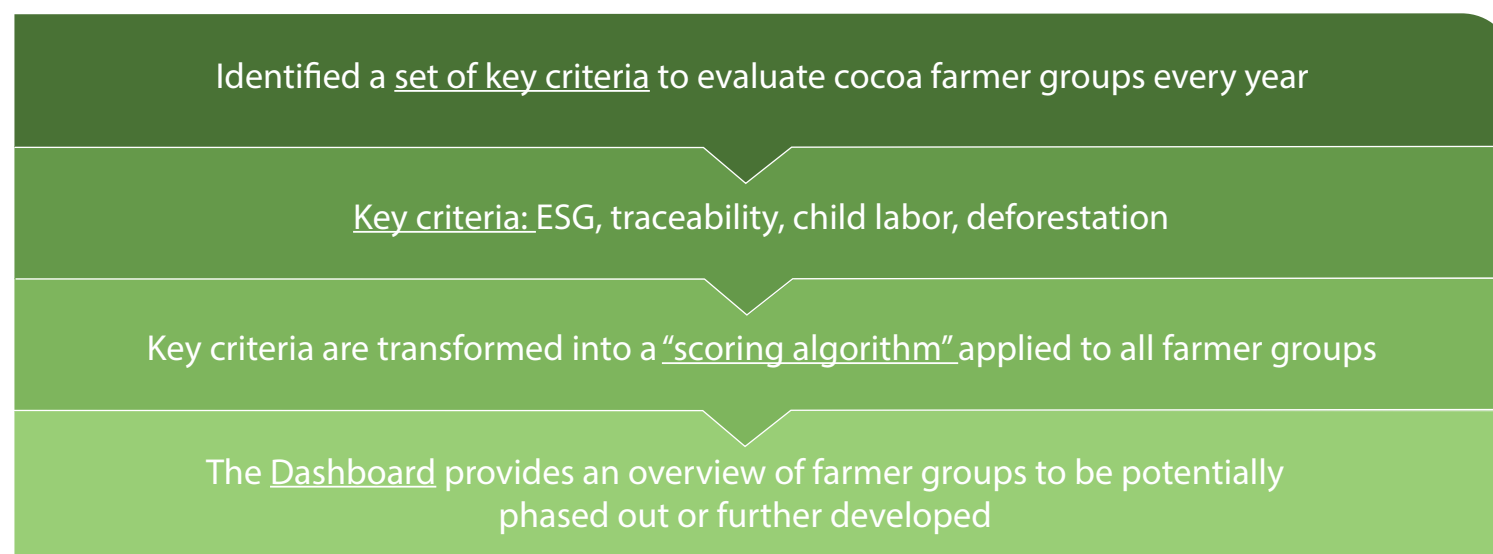 Identified a set of key criteria to evaluate cocoa farmer groups every year
Key criteria: ESG, traceability, child labor, deforestation
Key criteria are transformed into a “scoring algorithm” applied to all farmer groups
The Dashboard provides an overview of farmer groups to be potentially
phased out or further developed